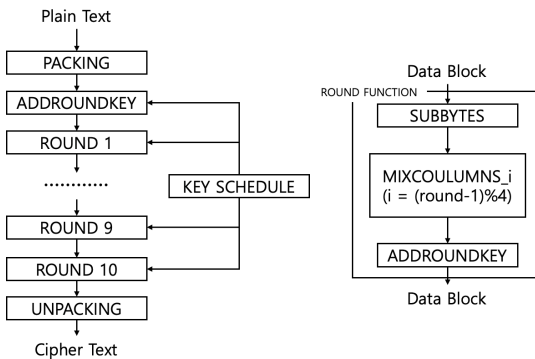 Plain Text
PACKING
ADDROUNDKEY
ROUND 1
............
KEY SCHEDULE
ROUND 9
ROUND 10
UNPACKING
Cipher Text
Data Block
ROUND FUNCTION
SUBBYTES
MIXCOULUMNS_i
(i = (round-1)%4)
ADDROUNDKEY
Data Block